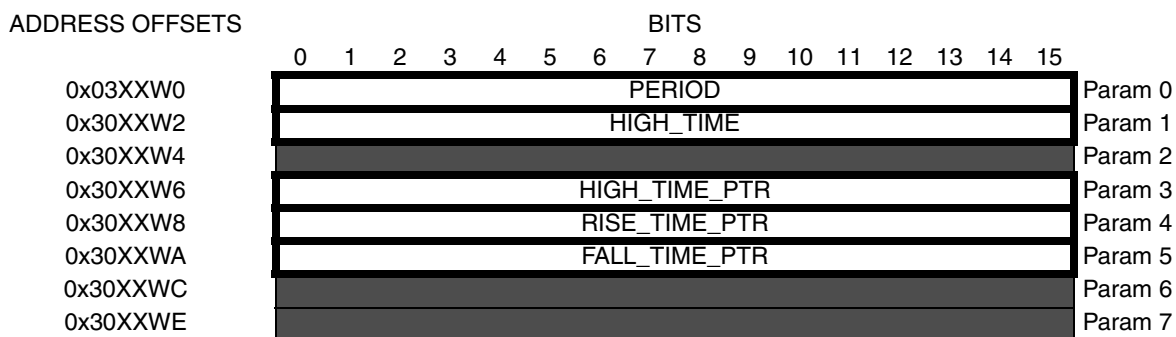 ADDRESS OFFSETS BITS
0 1 2 3 4 5 6 7 8 9 10 11 12 13 14 15
0x03XXW0 PERIOD Param 0
0x30XXW2 HIGH_TIME Param 1
0x30XXW4 Param 2
0x30XXW6 HIGH_TIME_PTR Param 3
0x30XXW8 RISE_TIME_PTR Param 4
0x30XXWA FALL_TIME_PTR Param 5
0x30XXWC Param 6
0x30XXWE Param 7